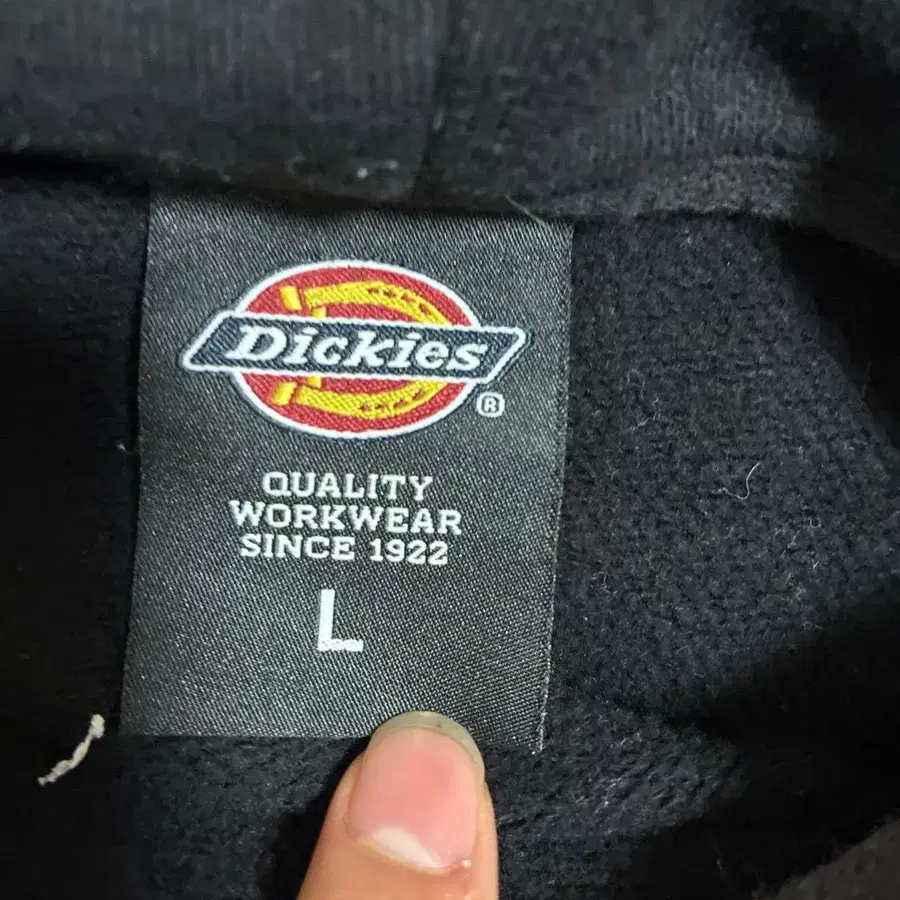 Dickies
®
QUALITY
WORKWEAR
SINCE 1922
L